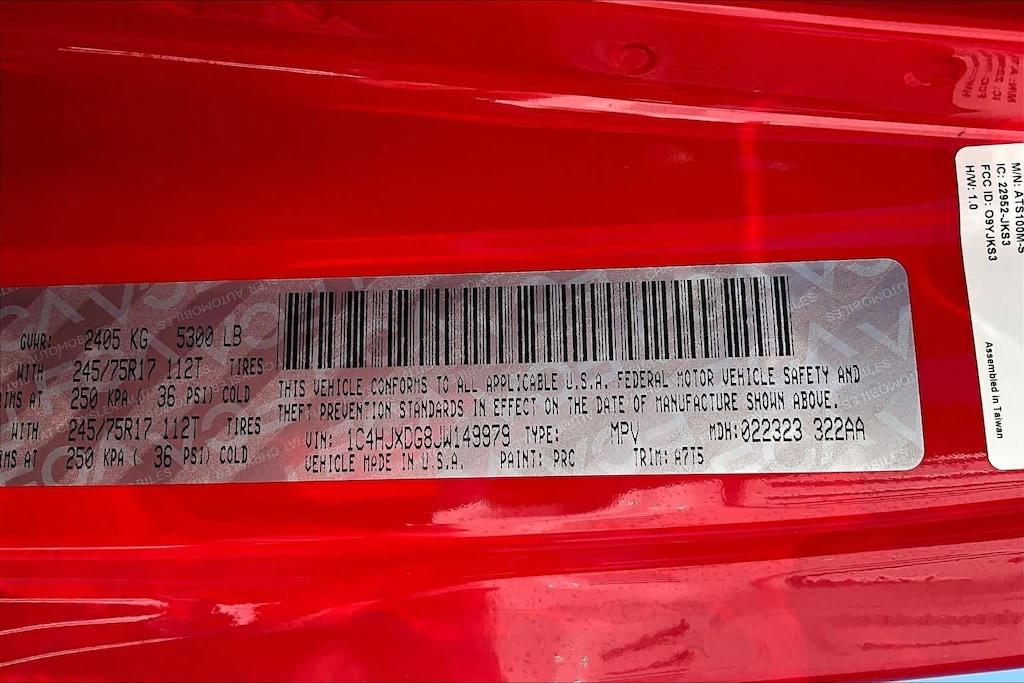 GVWR: 2405 KG 5300 LB
WITH 245/75R17 112T TIRES
IMS AT 250 KPA ( 36 PSI) COLD
WITH 245/75R17 112T TIRES
IMS AT 250 KPA ( 36 PSI) COLD
THIS VEHICLE CONFORMS TO ALL APPLICABLE U.S.A. FEDERAL MOTOR VEHICLE SAFETY AND
THEFT PREVENTION STANDARDS IN EFFECT ON THE DATE OF MANUFACTURE SHOWN ABOVE.
VIN: 1C4HJXDG8JW149979 TYPE: MPV MDH:022323 322AA
VEHICLE MADE IN U.S.A. PAINT: PRC TRIM: A7T5
M/N: ATS100M-S
IC: 22952-JKS3
FCC ID: O9YJKS3
H/W: 1.0
Assembled in Taiwan